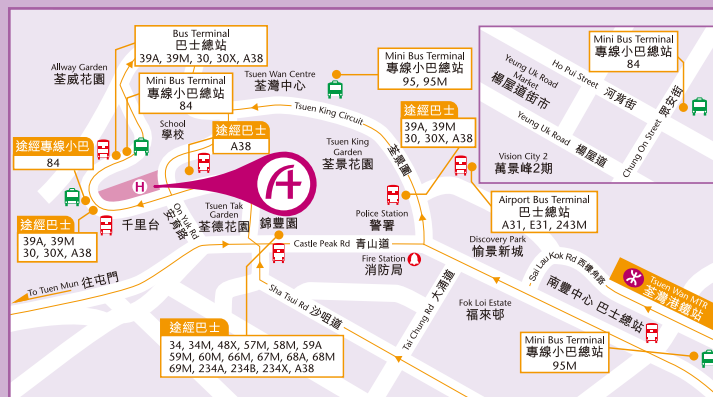 Bus Terminal
巴士總站
39A, 39M, 30, 30X, A38
Allway Garden
荃威花園
Mini Bus Terminal
專線小巴總站
84
Tsuen Wan Centre
荃灣中心
Mini Bus Terminal
專線小巴總站
95, 95M
Yeung Uk Road
Market
楊屋道街市
Ho Pui Street 河背街
Mini Bus Terminal
專線小巴總站
84
Yeung Uk Road 楊屋道
Chung On Street 眾安街
School
學校
途經巴士
A38
Tsuen King Circuit
荃景圍
途經巴士
39A, 39M
30, 30X, A38
Tsuen King
Garden
荃景花園
途經專線小巴
84
Vision City 2
萬景峰2期
H
千里台
On Yuk Rd
安育路
Tsuen Tak
Garden
荃德花園
錦豐園
Police Station
警署
Airport Bus Terminal
巴士總站
A31, E31, 243M
途經巴士
39A, 39M
30, 30X, A38
Castle Peak Rd 青山道
Fire Station
消防局
Discovery Park
愉景新城
Sai Lau Kok Rd 西樓角路
Tsuen Wan MTR
荃灣港鐵站
To Tuen Mun 往屯門
Sha Tsui Rd 沙咀道
Tai Chung Rd 大涌道
Fok Loi Estate
福來邨
南豐中心 巴士總站
途經巴士
34, 34M, 48X, 57M, 58M, 59A
59M, 60M, 66M, 67M, 68A, 68M
69M, 234A, 234B, 234X, A38
Mini Bus Terminal
專線小巴總站
95M